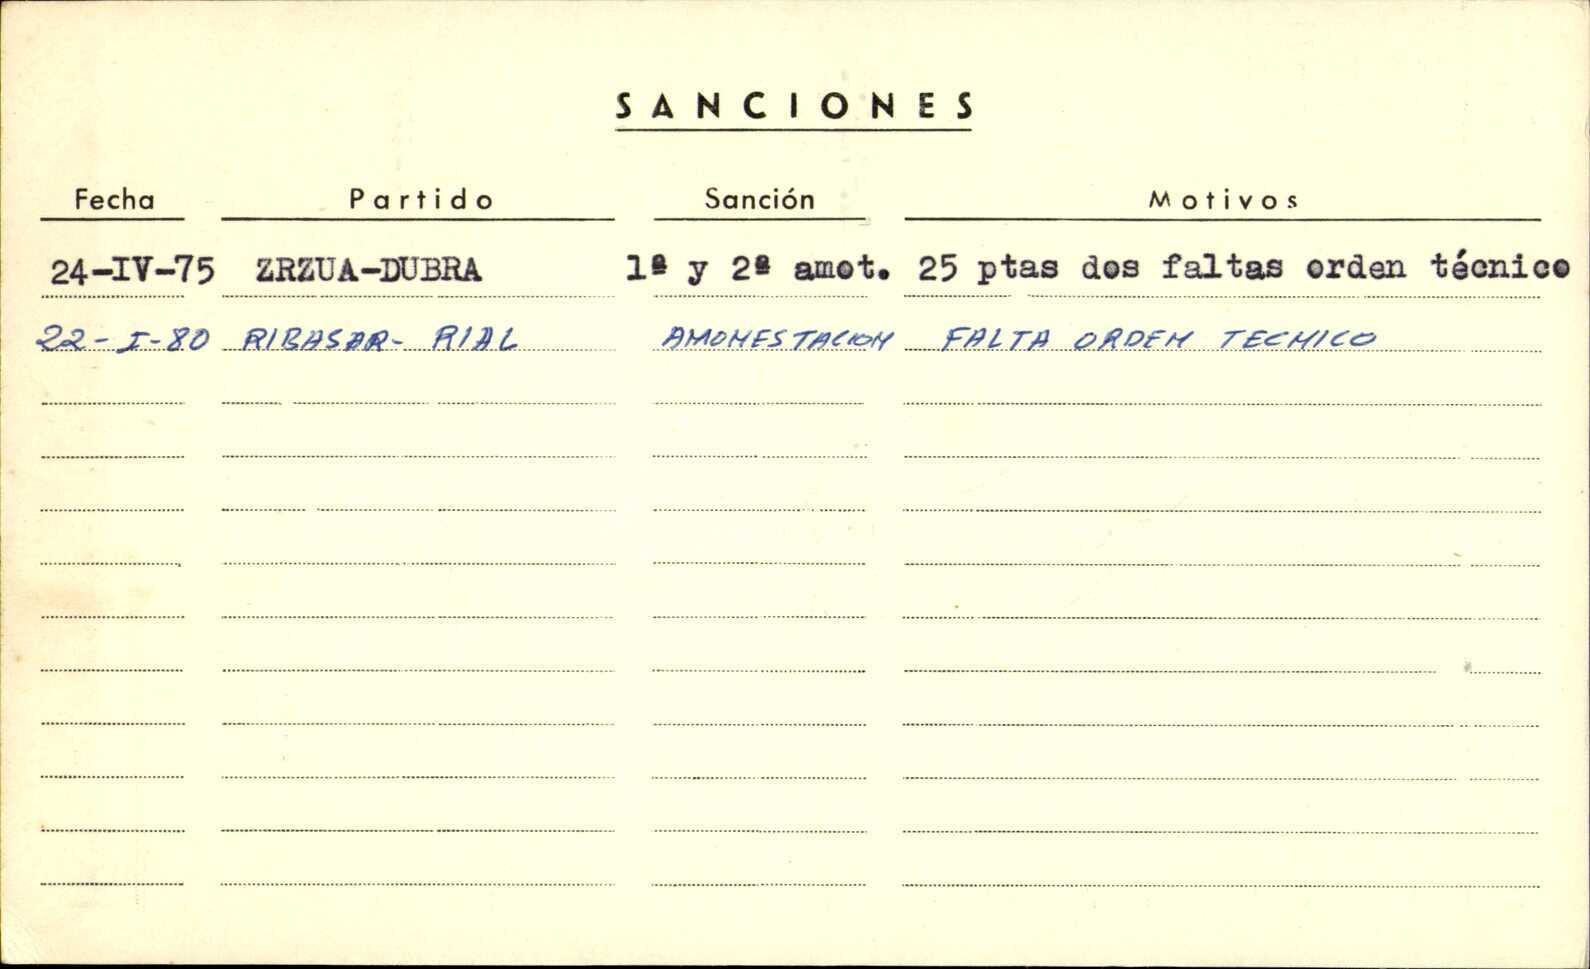 SANCIONES
Fecha Partido Sanción Motivos
24-IV-75 ZRZUA-DUBRA 1ª y 2ª amot. 25 ptas dos faltas orden técnico
22-I-80 RIBASAR- RIAL AMONESTACION FALTA ORDEN TECNICO